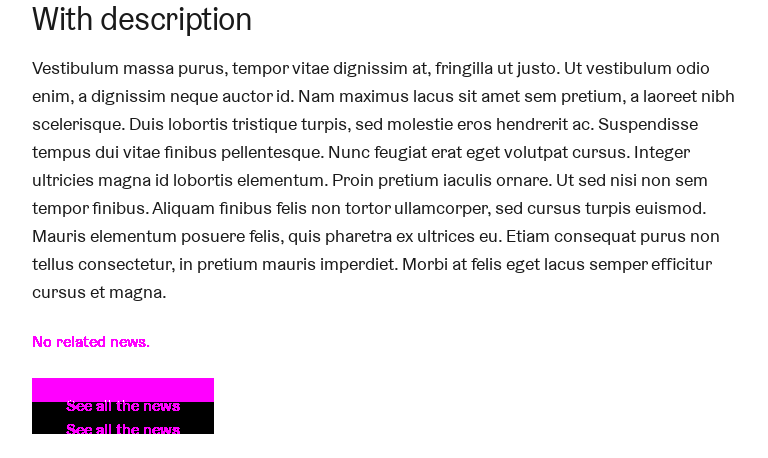 With description
Vestibulum massa purus, tempor vitae dignissim at, fringilla ut justo. Ut vestibulum odio
enim, a dignissim neque auctor id. Nam maximus lacus sit amet sem pretium, a laoreet nibh
scelerisque. Duis lobortis tristique turpis, sed molestie eros hendrerit ac. Suspendisse
tempus dui vitae finibus pellentesque. Nunc feugiat erat eget volutpat cursus. Integer
ultricies magna id lobortis elementum. Proin pretium iaculis ornare. Ut sed nisi non sem
tempor finibus. Aliquam finibus felis non tortor ullamcorper, sed cursus turpis euismod.
Mauris elementum posuere felis, quis pharetra ex ultrices eu. Etiam consequat purus non
tellus consectetur, in pretium mauris imperdiet. Morbi at felis eget lacus semper efficitur
cursus et magna.
No related news.
See all the news
See all the news